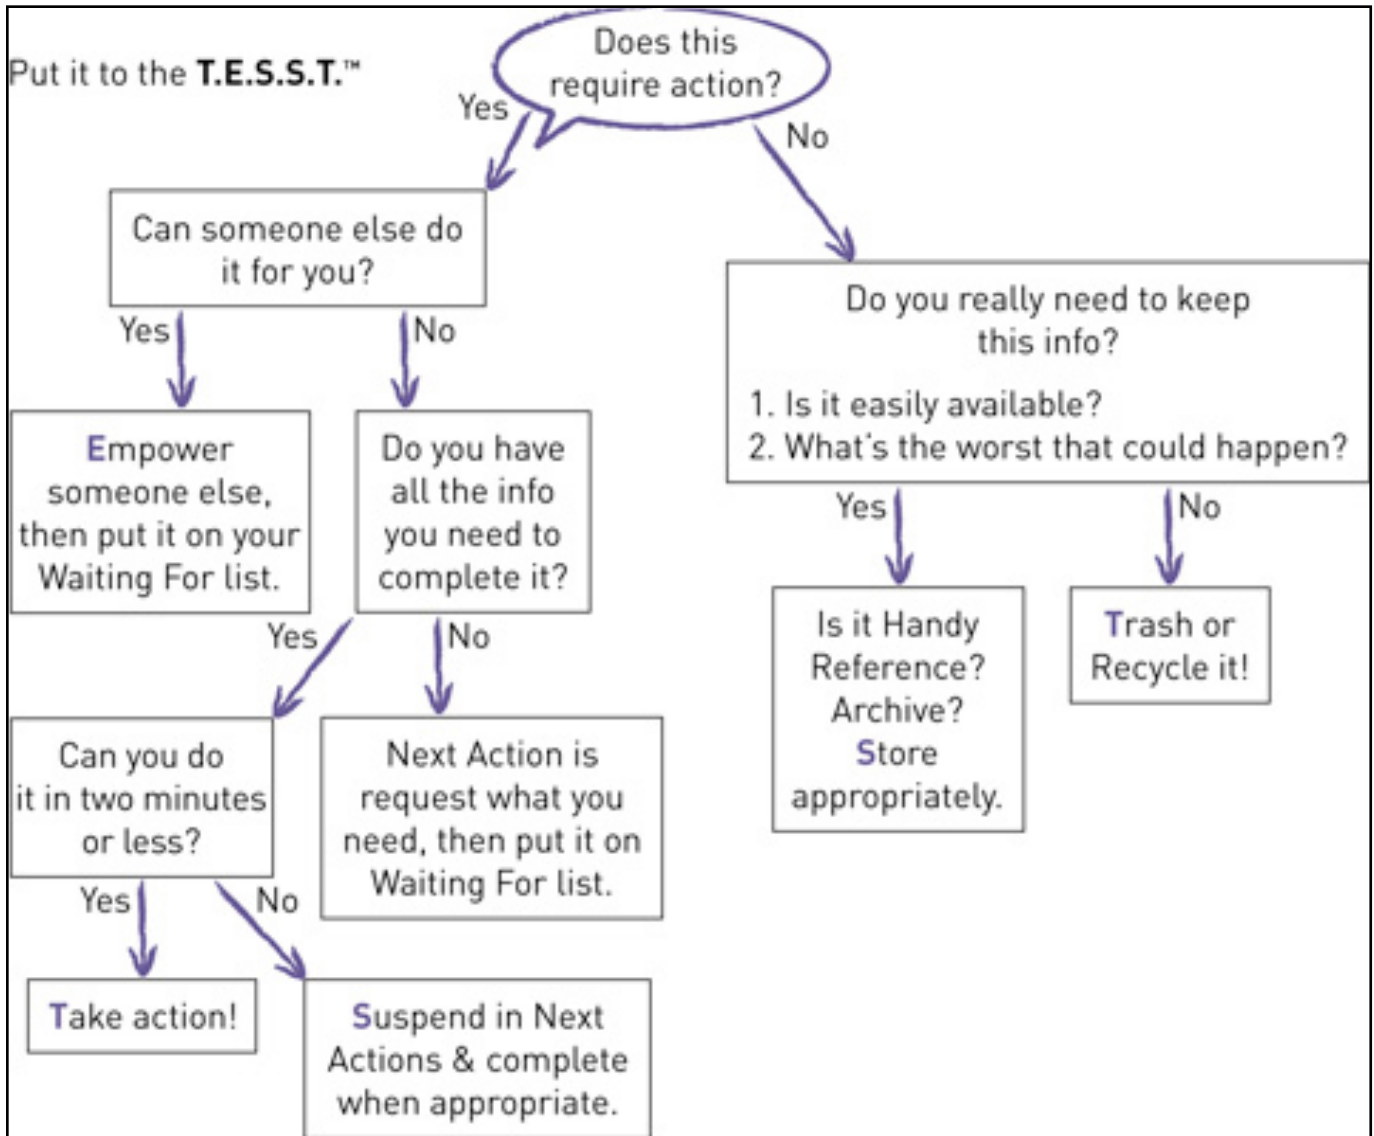 Put it to the T.E.S.S.T.™
Does this
require action?
Yes
No
Can someone else do
it for you?
Yes
No
Do you really need to keep
this info?
1. Is it easily available?
2. What's the worst that could happen?
Empower
someone else,
then put it on your
Waiting For list.
Do you have
all the info
you need to
complete it?
Yes
No
Is it Handy
Reference?
Archive?
Store
appropriately.
Trash or
Recycle it!
Yes
No
Can you do
it in two minutes
or less?
Next Action is
request what you
need, then put it on
Waiting For list.
Yes
No
Take action!
Suspend in Next
Actions & complete
when appropriate.